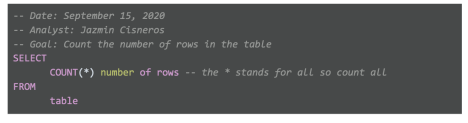 -- Date: September 15, 2020
-- Analyst: Jazmin Cisneros
-- Goal: Count the number of rows in the table
SELECT
COUNT(*) number of rows -- the * stands for all so count all
FROM
table